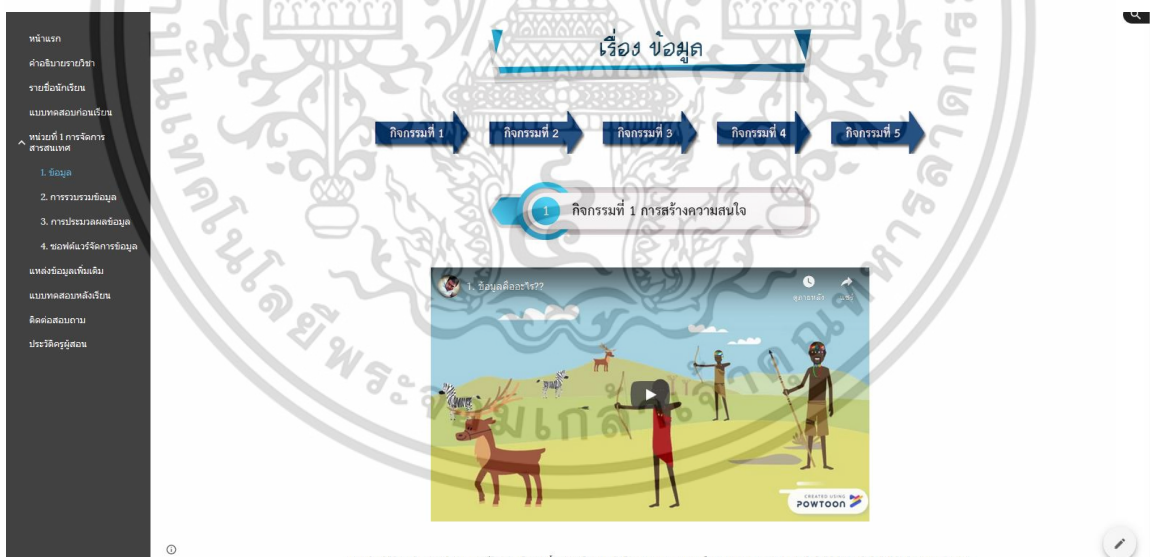 หน้าแรก
คำอธิบายรายวิชา
รายชื่อนักเรียน
แบบทดสอบก่อนเรียน
หน่วยที่ 1 การจัดการ
สารสนเทศ
1. ข้อมูล
2. การรวบรวมข้อมูล
3. การประมวลผลข้อมูล
4. ซอฟต์แวร์จัดการข้อมูล
แหล่งข้อมูลเพิ่มเติม
แบบทดสอบหลังเรียน
ติดต่อสอบถาม
ประวัติครูผู้สอน
เรื่อง ข้อมูล
กิจกรรมที่ 1
กิจกรรมที่ 2
กิจกรรมที่ 3
กิจกรรมที่ 4
กิจกรรมที่ 5
1 กิจกรรมที่ 1 การสร้างความสนใจ
1. ข้อมูลคืออะไร??
ดูภายหลัง
แชร์
CREATED USING
POWTOON